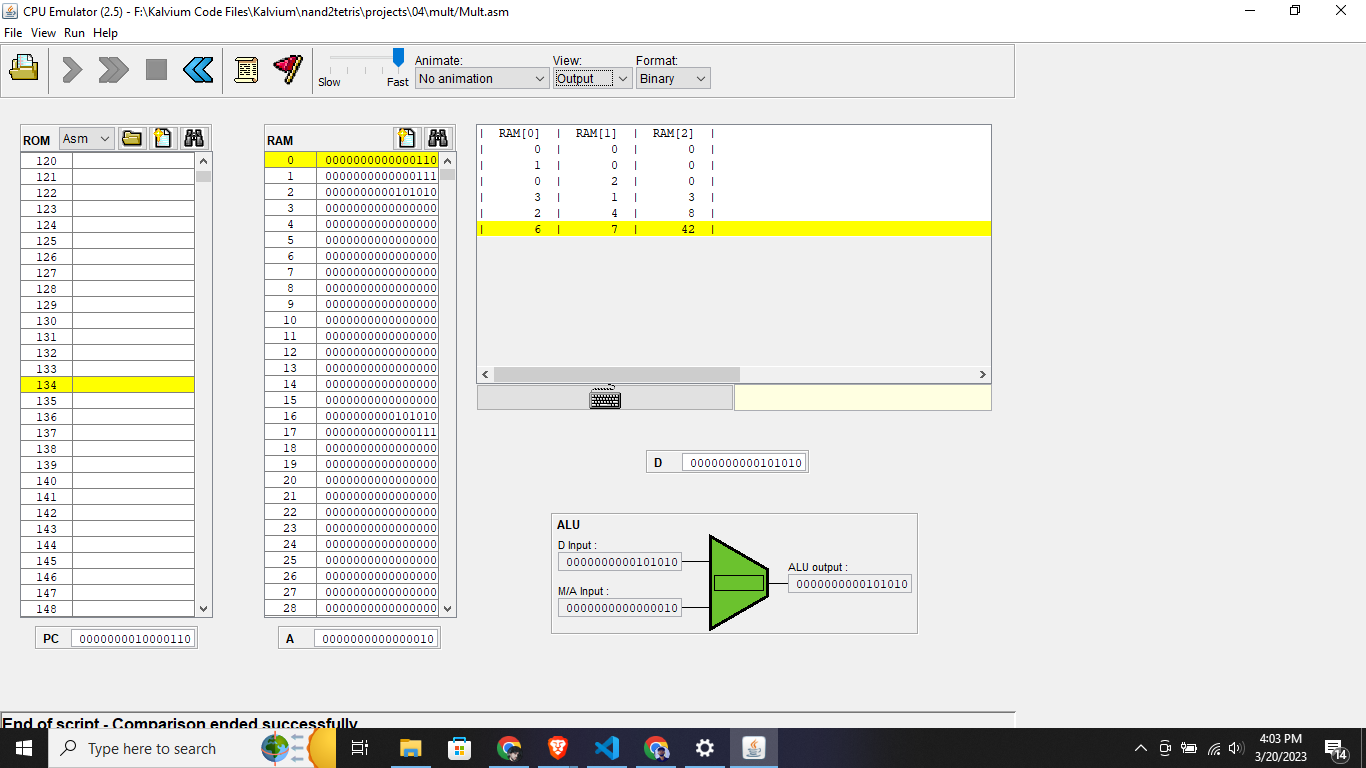 CPU Emulator (2.5) - F:\Kalvium Code Files\Kalvium\nand2tetris\projects\04\mult/Mult.asm
File View Run Help
Animate: View: Format:
Slow Fast No animation Output Binary
ROM Asm
120
121
122
123
124
125
126
127
128
129
130
131
132
133
134
135
136
137
138
139
140
141
142
143
144
145
146
147
148
PC 0000000010000110
RAM
0 0000000000000110
1 0000000000000111
2 0000000000101010
3 0000000000000000
4 0000000000000000
5 0000000000000000
6 0000000000000000
7 0000000000000000
8 0000000000000000
9 0000000000000000
10 0000000000000000
11 0000000000000000
12 0000000000000000
13 0000000000000000
14 0000000000000000
15 0000000000000000
16 0000000000101010
17 0000000000000111
18 0000000000000000
19 0000000000000000
20 0000000000000000
21 0000000000000000
22 0000000000000000
23 0000000000000000
24 0000000000000000
25 0000000000000000
26 0000000000000000
27 0000000000000000
28 0000000000000000
A 0000000000000010
| RAM[0] | RAM[1] | RAM[2] |
| 0 | 0 | 0 |
| 1 | 0 | 0 |
| 0 | 2 | 0 |
| 3 | 1 | 3 |
| 2 | 4 | 8 |
| 6 | 7 | 42 |
D 0000000000101010
ALU
D Input :
0000000000101010
M/A Input :
0000000000000010
ALU output :
0000000000101010
End of script - Comparison ended successfully
Type here to search
4:03 PM
3/20/2023
14